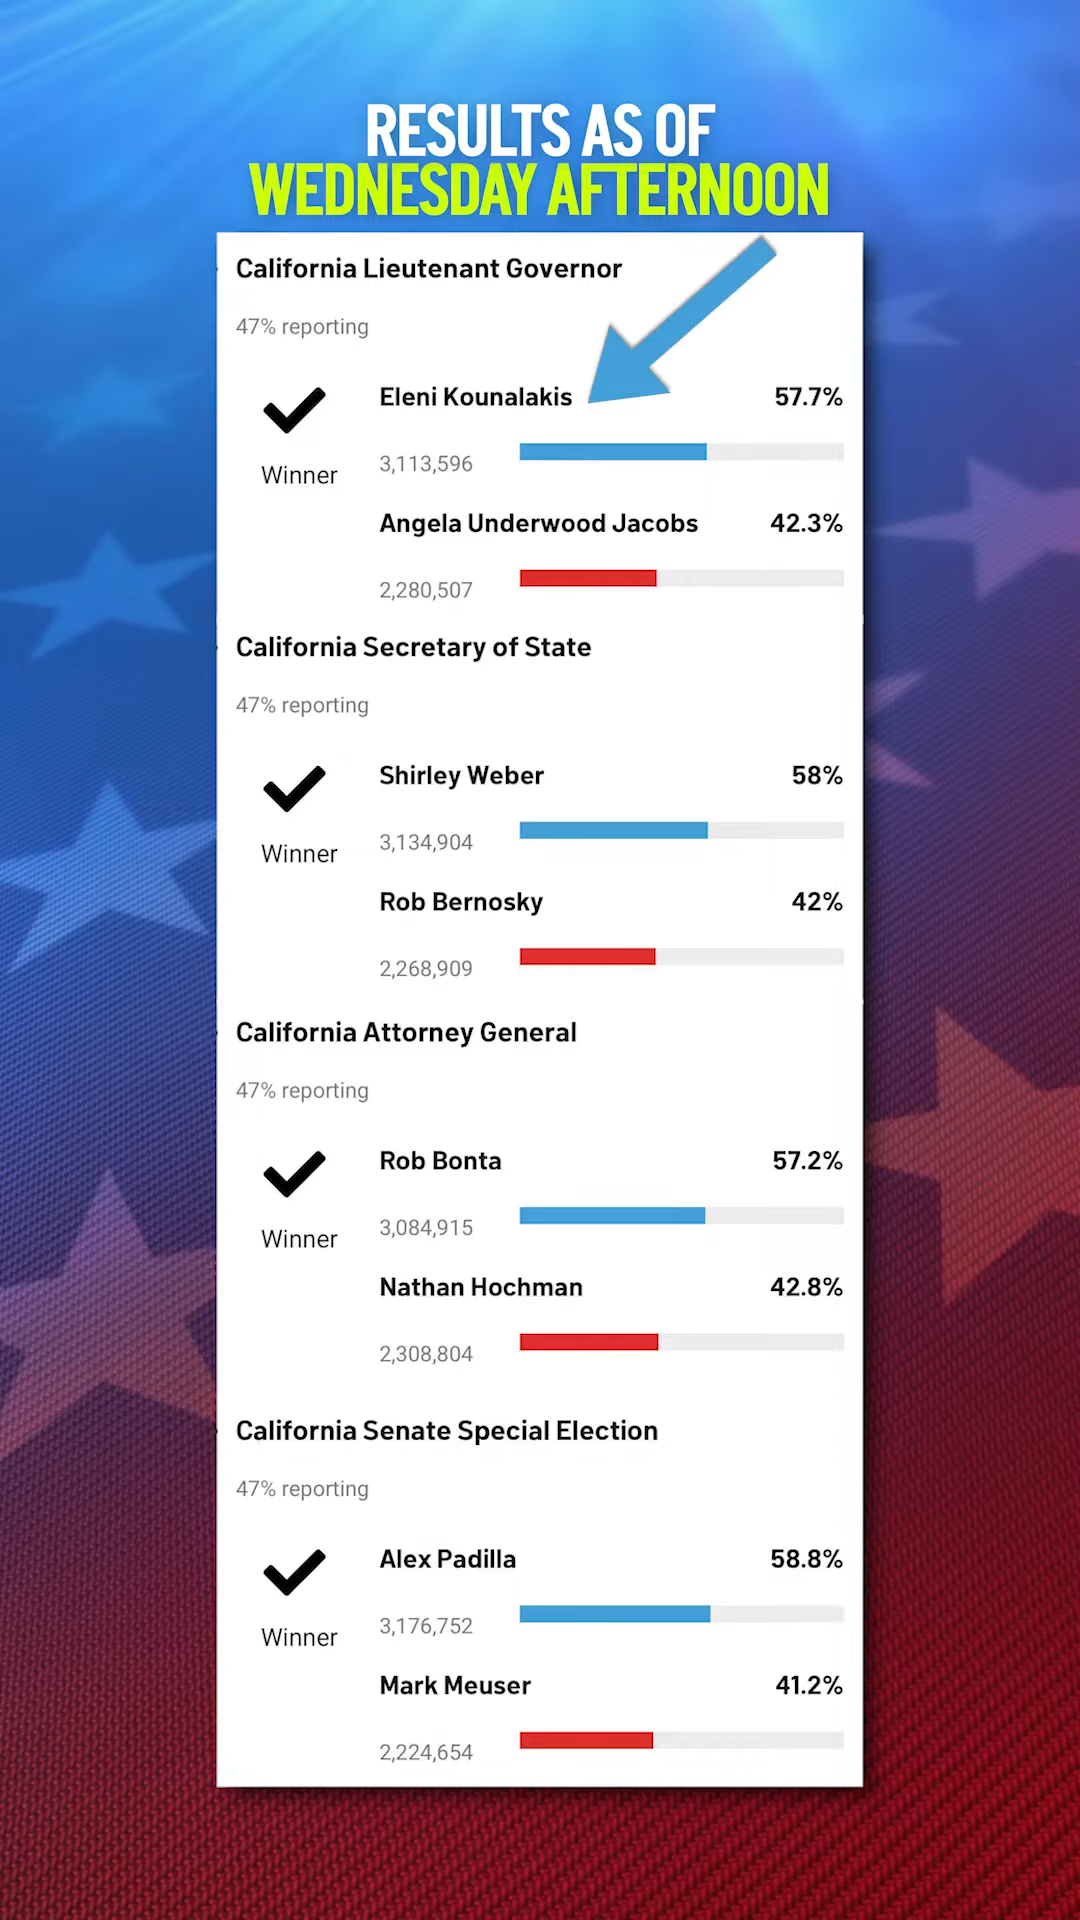 RESULTS AS OF
WEDNESDAY AFTERNOON
California Lieutenant Governor
47% reporting
Eleni Kounalakis 57.7%
3,113,596
Winner
Angela Underwood Jacobs 42.3%
2,280,507
California Secretary of State
47% reporting
Shirley Weber 58%
3,134,904
Winner
Rob Bernosky 42%
2,268,909
California Attorney General
47% reporting
Rob Bonta 57.2%
3,084,915
Winner
Nathan Hochman 42.8%
2,308,804
California Senate Special Election
47% reporting
Alex Padilla 58.8%
3,176,752
Winner
Mark Meuser 41.2%
2,224,654